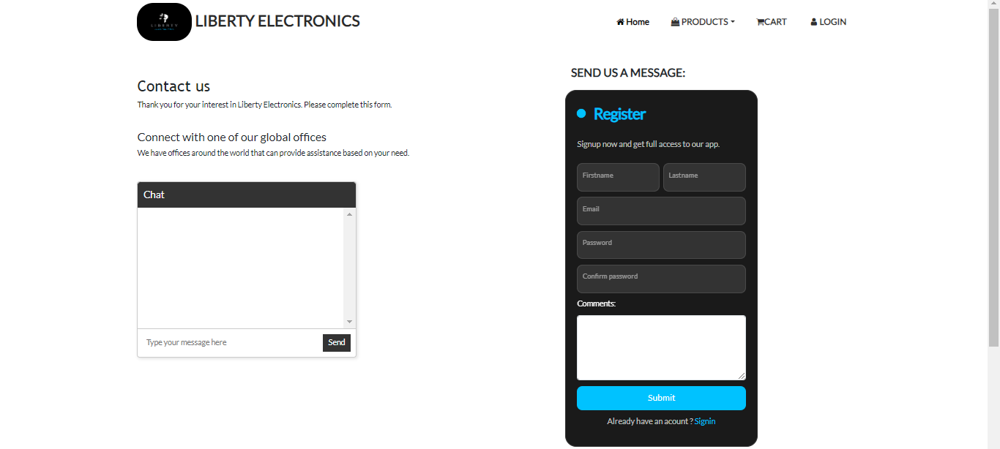 LIBERTY
LIBERTY ELECTRONICS
Home
PRODUCTS
CART
LOGIN
Contact us
Thank you for your interest in Liberty Electronics. Please complete this form.
Connect with one of our global offices
We have offices around the world that can provide assistance based on your need.
Chat
Type your message here
Send
SEND US A MESSAGE:
Register
Signup now and get full access to our app.
Firstname
Lastname
Email
Password
Confirm password
Comments:
Submit
Already have an acount ? Signin